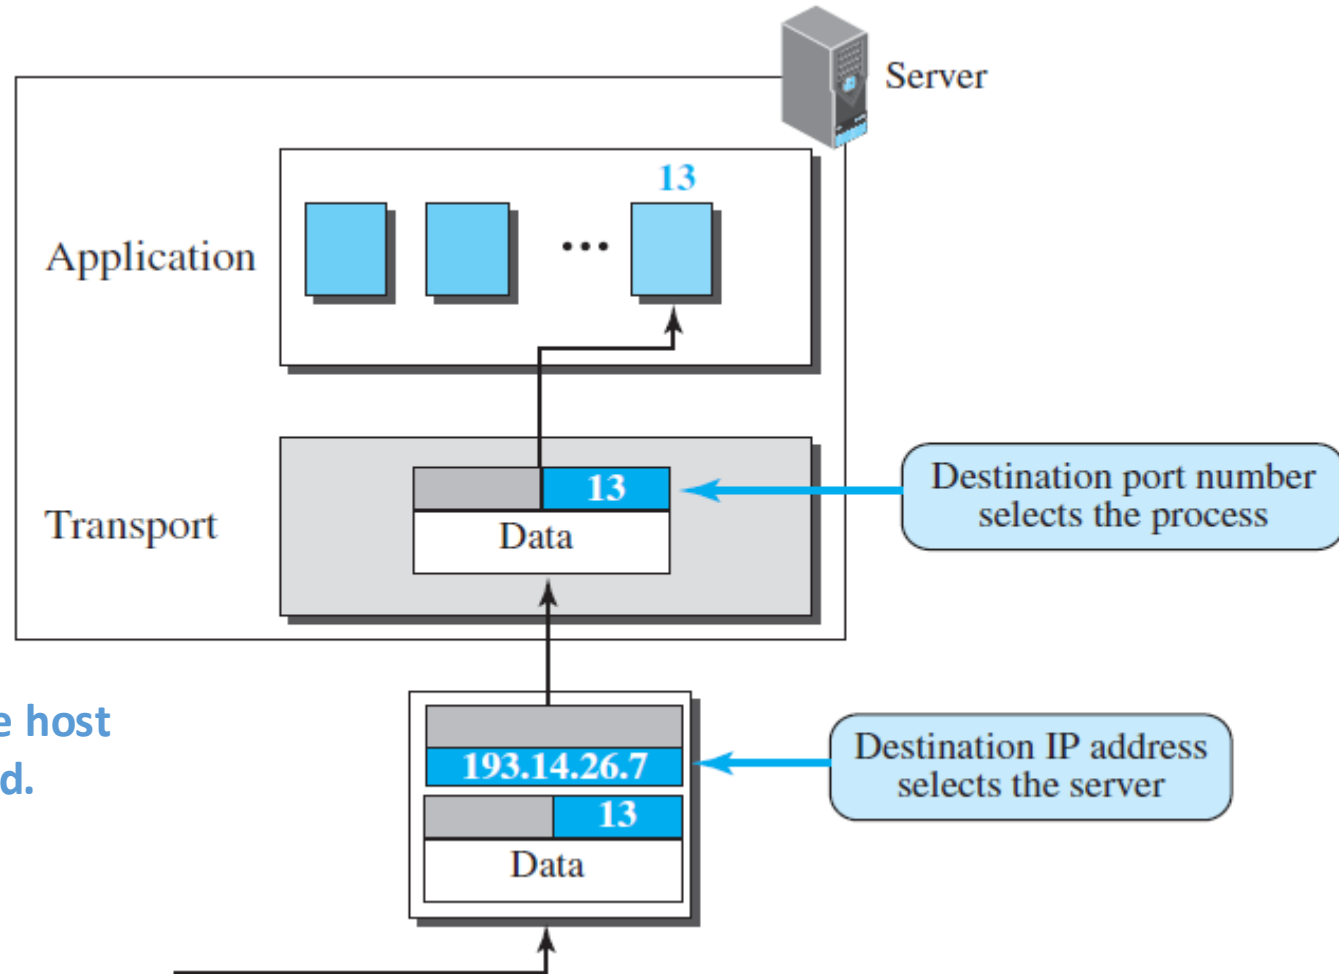 Server
13
Application
13
Destination port number
selects the process
Transport
Data
e host
193.14.26.7
Destination IP address
selects the server
d.
13
Data